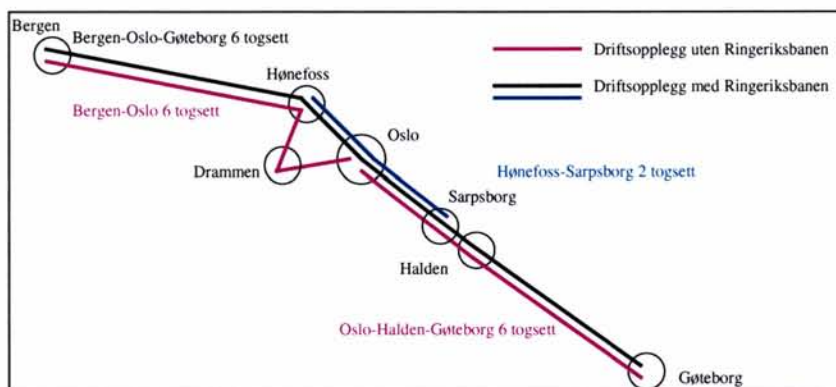 Bergen
Bergen-Oslo-Gøteborg 6 togsett
Driftsopplegg uten Ringeriksbanen
Hønefoss
Driftsopplegg med Ringeriksbanen
Bergen-Oslo 6 togsett
Oslo
Drammen
Hønefoss-Sarpsborg 2 togsett
Sarpsborg
Halden
Oslo-Halden-Gøteborg 6 togsett
Gøteborg